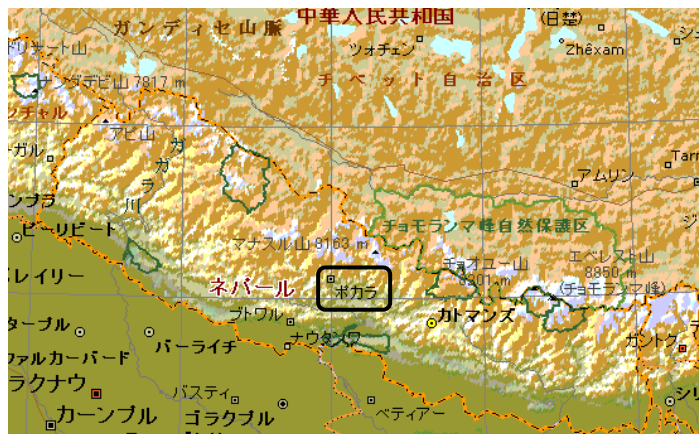 中華人民共和国
ガンディセ山脈
(日楚)
ツォチェン
Zhêxam
ナンダデビ山 7817 m
チベット自治区
アピ山
ガガラ川
アムリン
チョモランマ峰自然保護区
マナスル山 8163 m
チョオユー山
8201 m
エベレスト山
8850 m
(チョモランマ峰)
ピーリビート
ネパール
ポカラ
ブトワル
カトマンズ
ナウタンワ
バーライチ
ガントク
ファルカーバード
ラクナウ
バスティ
カーンプル
ゴラクプル
ベティアー